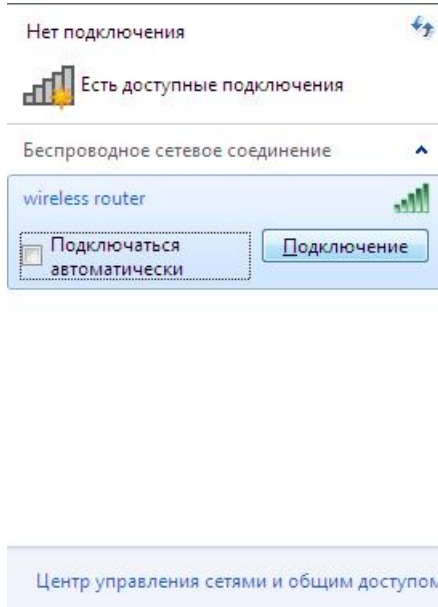 Нет подключения
Есть доступные подключения
Беспроводное сетевое соединение
wireless router
Подключаться
автоматически
Подключение
Центр управления сетями и общим доступом